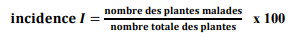 incidence I = nombre des plantes malades / nombre totale des plantes x 100